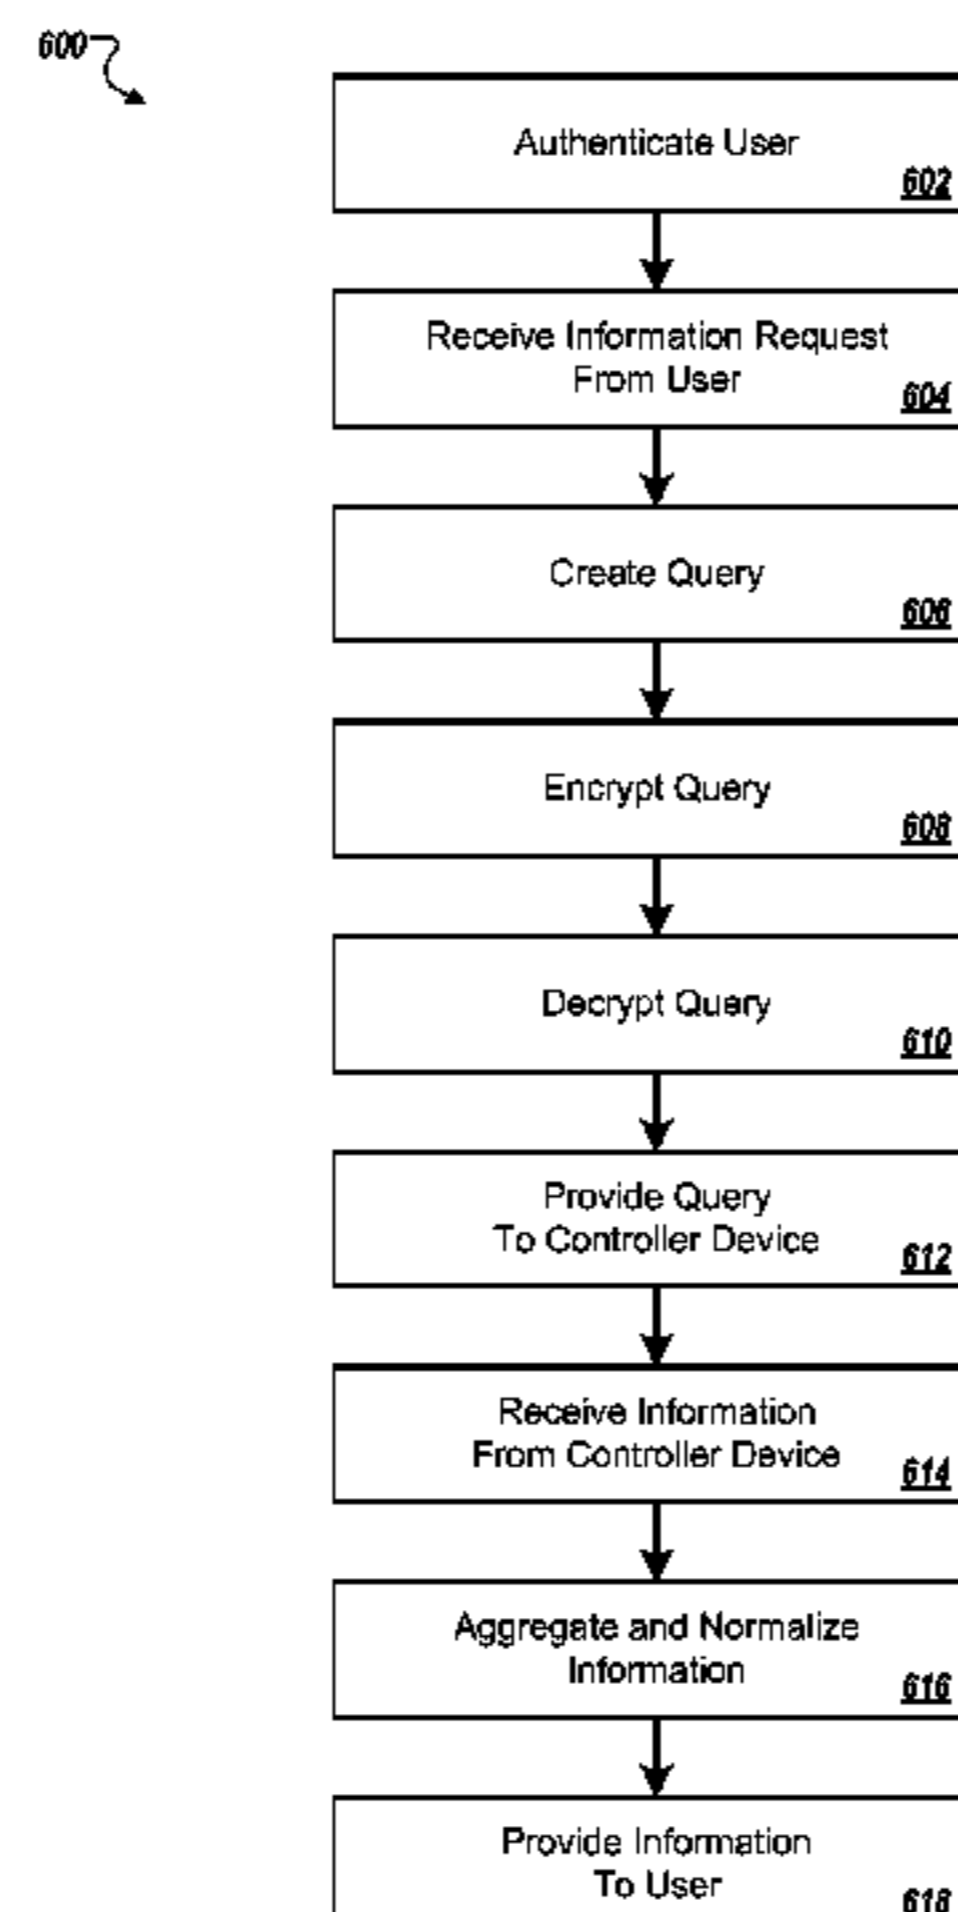 600
Authenticate User
602
Receive Information Request
From User
604
Create Query
606
Encrypt Query
608
Decrypt Query
610
Provide Query
To Controller Device
612
Receive Information
From Controller Device
614
Aggregate and Normalize
Information
616
Provide Information
To User
618